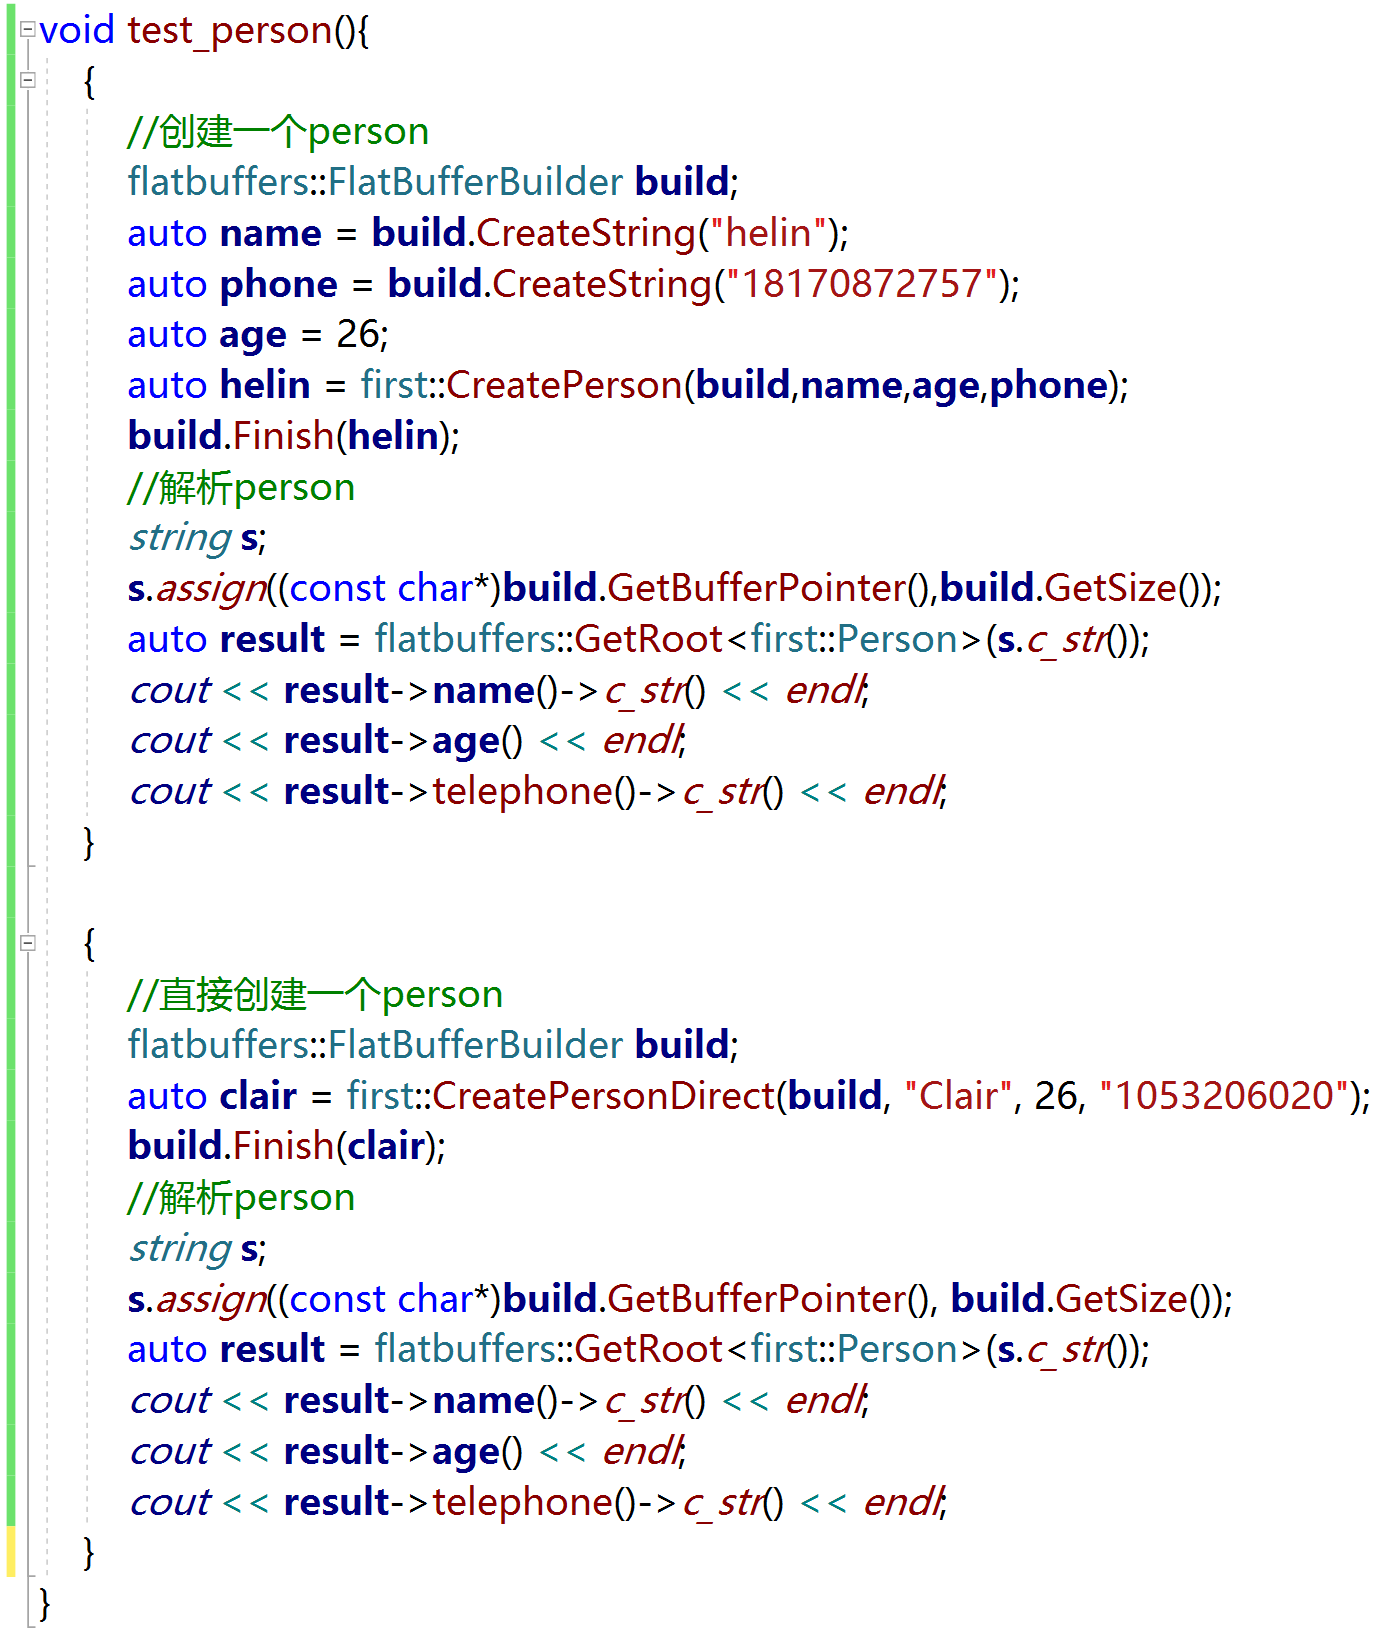 void test_person(){
{
//创建一个person
flatbuffers::FlatBufferBuilder build;
auto name = build.CreateString("helin");
auto phone = build.CreateString("18170872757");
auto age = 26;
auto helin = first::CreatePerson(build,name,age,phone);
build.Finish(helin);
//解析person
string s;
s.assign((const char*)build.GetBufferPointer(),build.GetSize());
auto result = flatbuffers::GetRoot<first::Person>(s.c_str());
cout << result->name()->c_str() << endl;
cout << result->age() << endl;
cout << result->telephone()->c_str() << endl;
}
{
//直接创建一个person
flatbuffers::FlatBufferBuilder build;
auto clair = first::CreatePersonDirect(build, "Clair", 26, "1053206020");
build.Finish(clair);
//解析person
string s;
s.assign((const char*)build.GetBufferPointer(), build.GetSize());
auto result = flatbuffers::GetRoot<first::Person>(s.c_str());
cout << result->name()->c_str() << endl;
cout << result->age() << endl;
cout << result->telephone()->c_str() << endl;
}
}